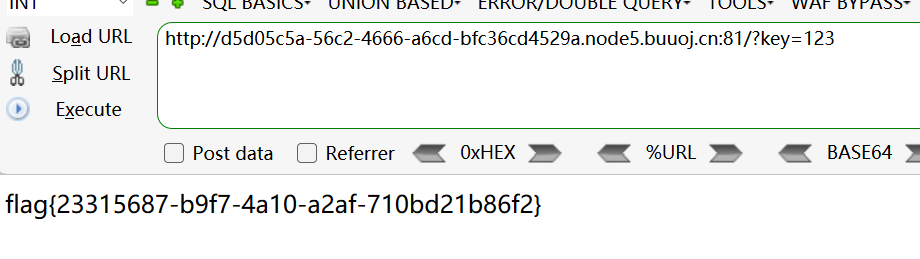 INT SQL BASICS UNION BASED ERROR/DOUBLE QUERY TOOLS WAF BYPASS
Load URL
http://d5d05c5a-56c2-4666-a6cd-bfc36cd4529a.node5.buuoj.cn:81/?key=123
Split URL
Execute
Post data Referrer 0xHEX %URL BASE64
flag{23315687-b9f7-4a10-a2af-710bd21b86f2}